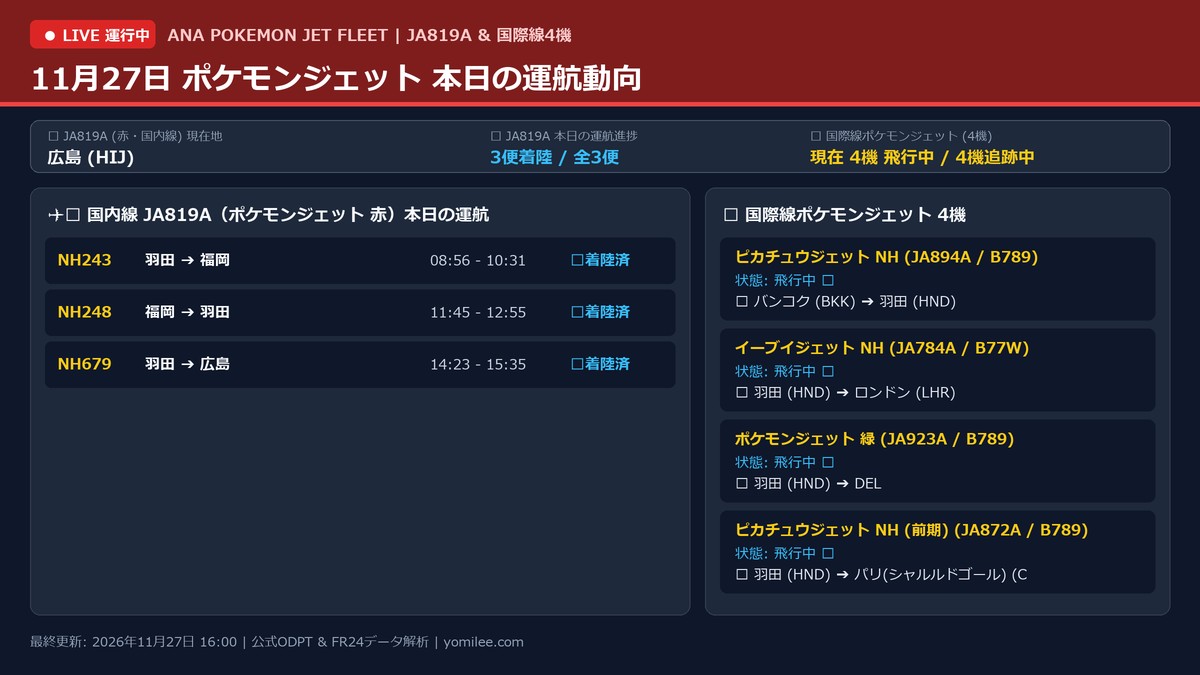 ● LIVE 運行中 ANA POKEMON JET FLEET | JA819A & 国際線4機
11月27日 ポケモンジェット 本日の運航動向
□ JA819A (赤・国内線) 現在地
広島 (HIJ)
□ JA819A 本日の運航進捗
3便着陸 / 全3便
□ 国際線ポケモンジェット (4機)
現在 4機 飛行中 / 4機追跡中
✈□ 国内線 JA819A（ポケモンジェット 赤）本日の運航
NH243 羽田 → 福岡 08:56 - 10:31 □着陸済
NH248 福岡 → 羽田 11:45 - 12:55 □着陸済
NH679 羽田 → 広島 14:23 - 15:35 □着陸済
□ 国際線ポケモンジェット 4機
ピカチュウジェット NH (JA894A / B789)
状態: 飛行中 □
□ バンコク (BKK) → 羽田 (HND)
イーブイジェット NH (JA784A / B77W)
状態: 飛行中 □
□ 羽田 (HND) → ロンドン (LHR)
ポケモンジェット 緑 (JA923A / B789)
状態: 飛行中 □
□ 羽田 (HND) → DEL
ピカチュウジェット NH (前期) (JA872A / B789)
状態: 飛行中 □
□ 羽田 (HND) → パリ(シャルルドゴール) (C
最終更新: 2026年11月27日 16:00 | 公式ODPT & FR24データ解析 | yomilee.com